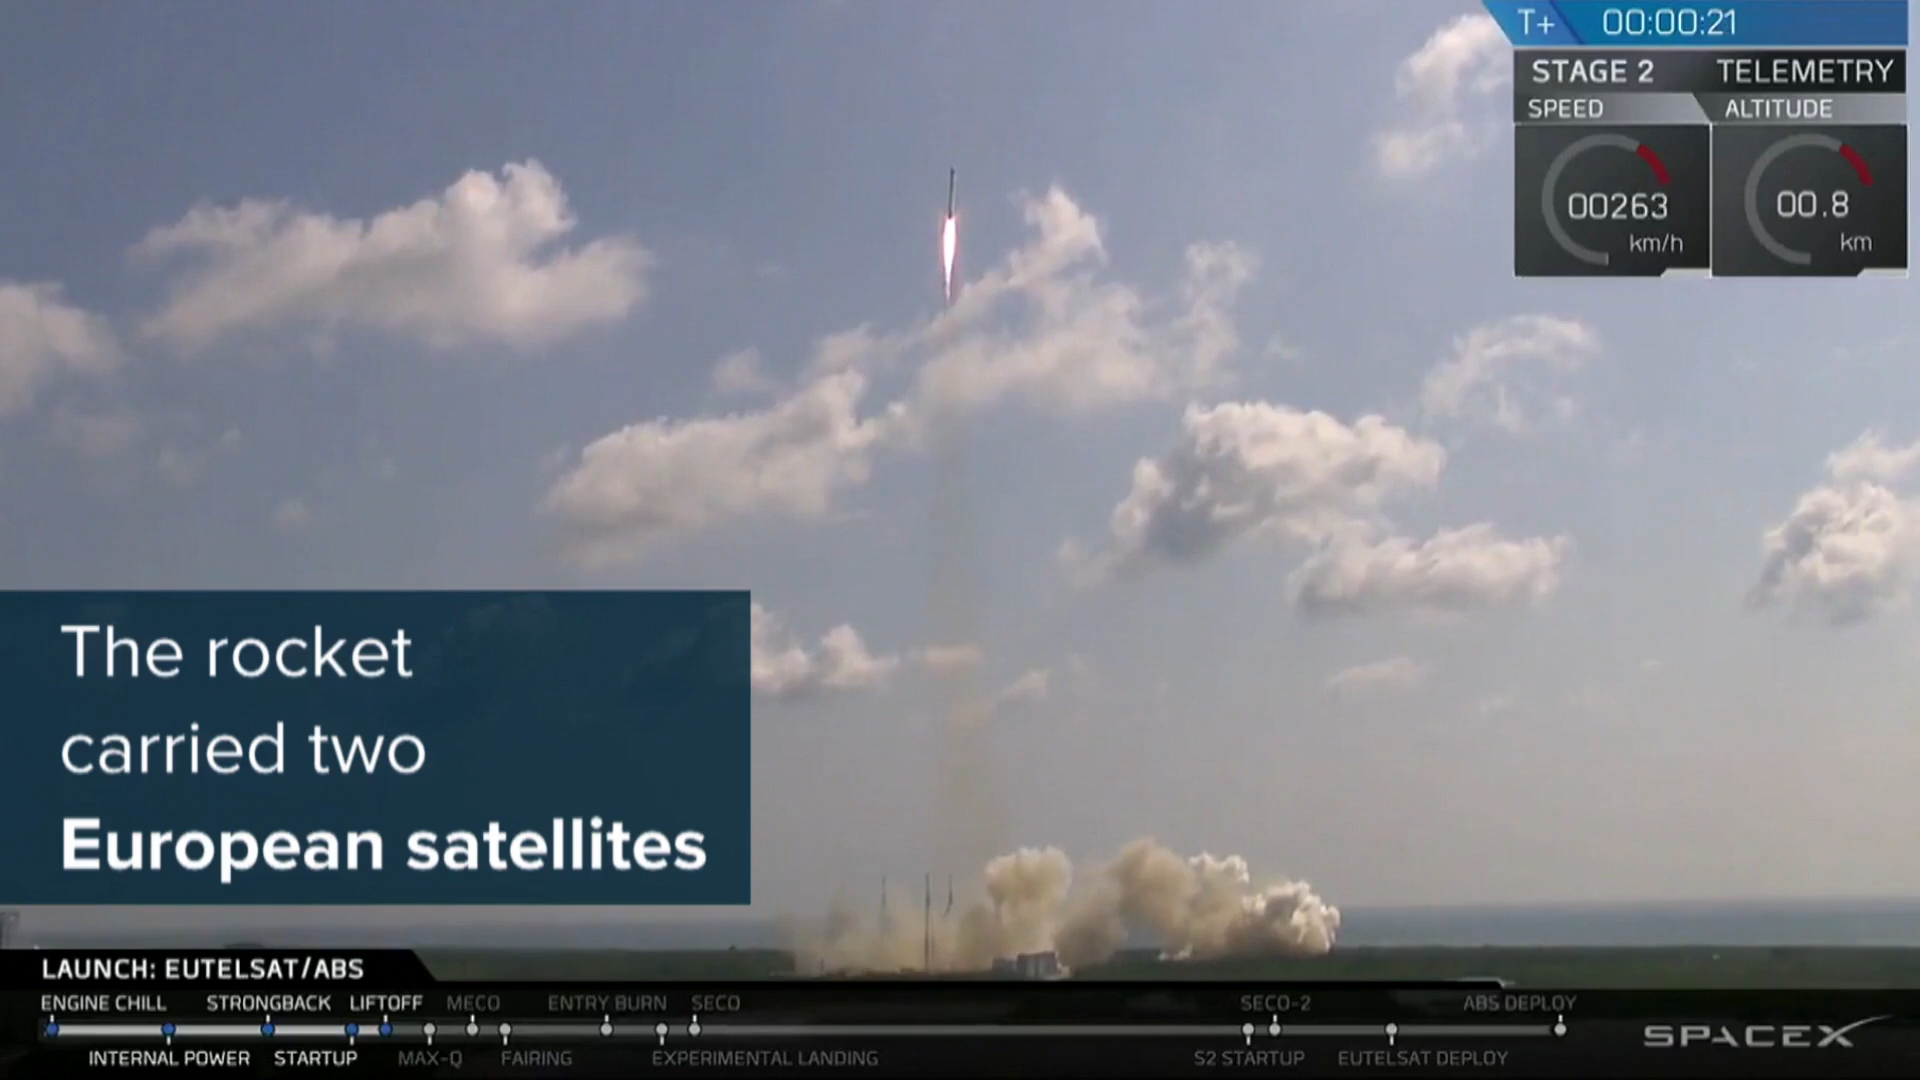 T+ 00:00:21
STAGE 2 TELEMETRY
SPEED ALTITUDE
00263 00.8
km/h km
The rocket
carried two
European satellites
LAUNCH: EUTELSAT/ABS
ENGINE CHILL STRONGBACK LIFTOFF MECO ENTRY BURN SECO SECO-2 ABS DEPLOY
INTERNAL POWER STARTUP MAX-Q FAIRING EXPERIMENTAL LANDING S2 STARTUP EUTELSAT DEPLOY
SPACEX